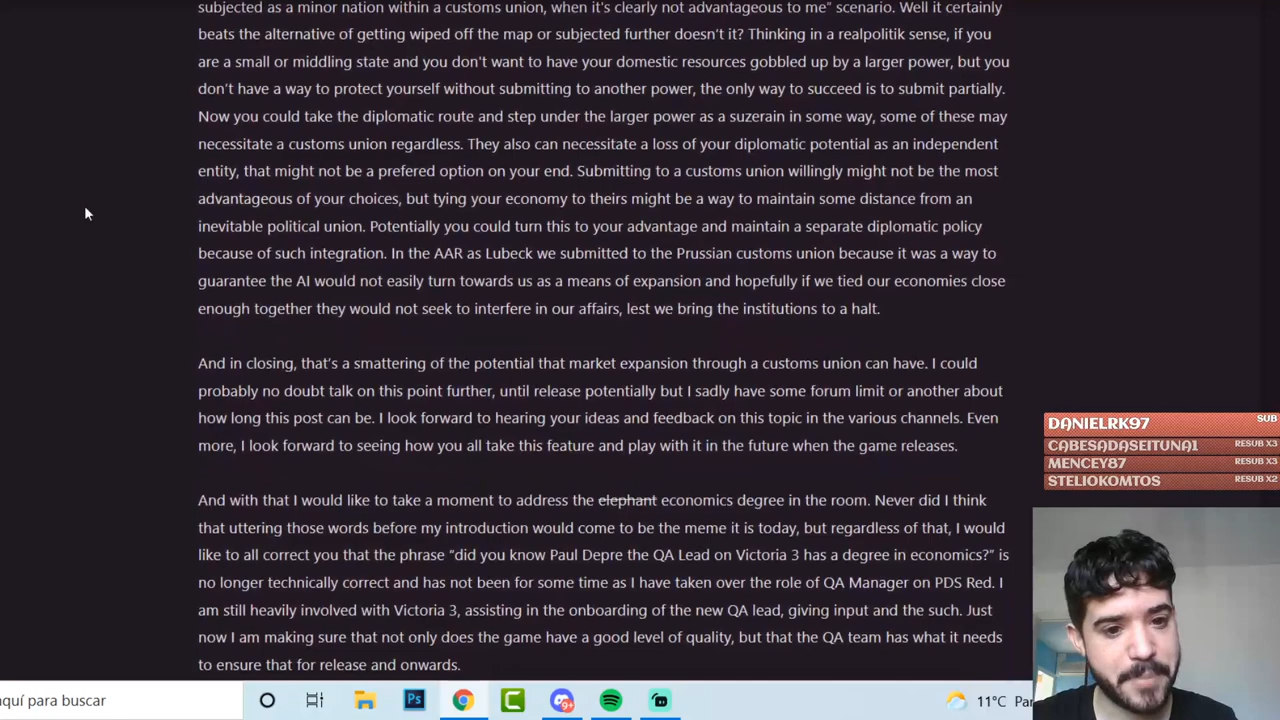 subjected as a minor nation within a customs union, when it's clearly not advantageous to me" scenario. Well it certainly
beats the alternative of getting wiped off the map or subjected further doesn't it? Thinking in a realpolitik sense, if you
are a small or middling state and you don't want to have your domestic resources gobbled up by a larger power, but you
don't have a way to protect yourself without submitting to another power, the only way to succeed is to submit partially.
Now you could take the diplomatic route and step under the larger power as a suzerain in some way, some of these may
necessitate a customs union regardless. They also can necessitate a loss of your diplomatic potential as an independent
entity, that might not be a prefered option on your end. Submitting to a customs union willingly might not be the most
advantageous of your choices, but tying your economy to theirs might be a way to maintain some distance from an
inevitable political union. Potentially you could turn this to your advantage and maintain a separate diplomatic policy
because of such integration. In the AAR as Lubeck we submitted to the Prussian customs union because it was a way to
guarantee the AI would not easily turn towards us as a means of expansion and hopefully if we tied our economies close
enough together they would not seek to interfere in our affairs, lest we bring the institutions to a halt.
And in closing, that's a smattering of the potential that market expansion through a customs union can have. I could
probably no doubt talk on this point further, until release potentially but I sadly have some forum limit or another about
how long this post can be. I look forward to hearing your ideas and feedback on this topic in the various channels. Even
more, I look forward to seeing how you all take this feature and play with it in the future when the game releases.
And with that I would like to take a moment to address the elephant economics degree in the room. Never did I think
that uttering those words before my introduction would come to be the meme it is today, but regardless of that, I would
like to all correct you that the phrase "did you know Paul Depre the QA Lead on Victoria 3 has a degree in economics?" is
no longer technically correct and has not been for some time as I have taken over the role of QA Manager on PDS Red. I
am still heavily involved with Victoria 3, assisting in the onboarding of the new QA lead, giving input and the such. Just
now I am making sure that not only does the game have a good level of quality, but that the QA team has what it needs
to ensure that for release and onwards.
DANIELRK97 SUB
CABESADASEITUNA1 RESUB X3
MENCEY87 RESUB X3
STELIOKOMTOS RESUB X2
aquí para buscar
Ps
C
9+
11°C Par